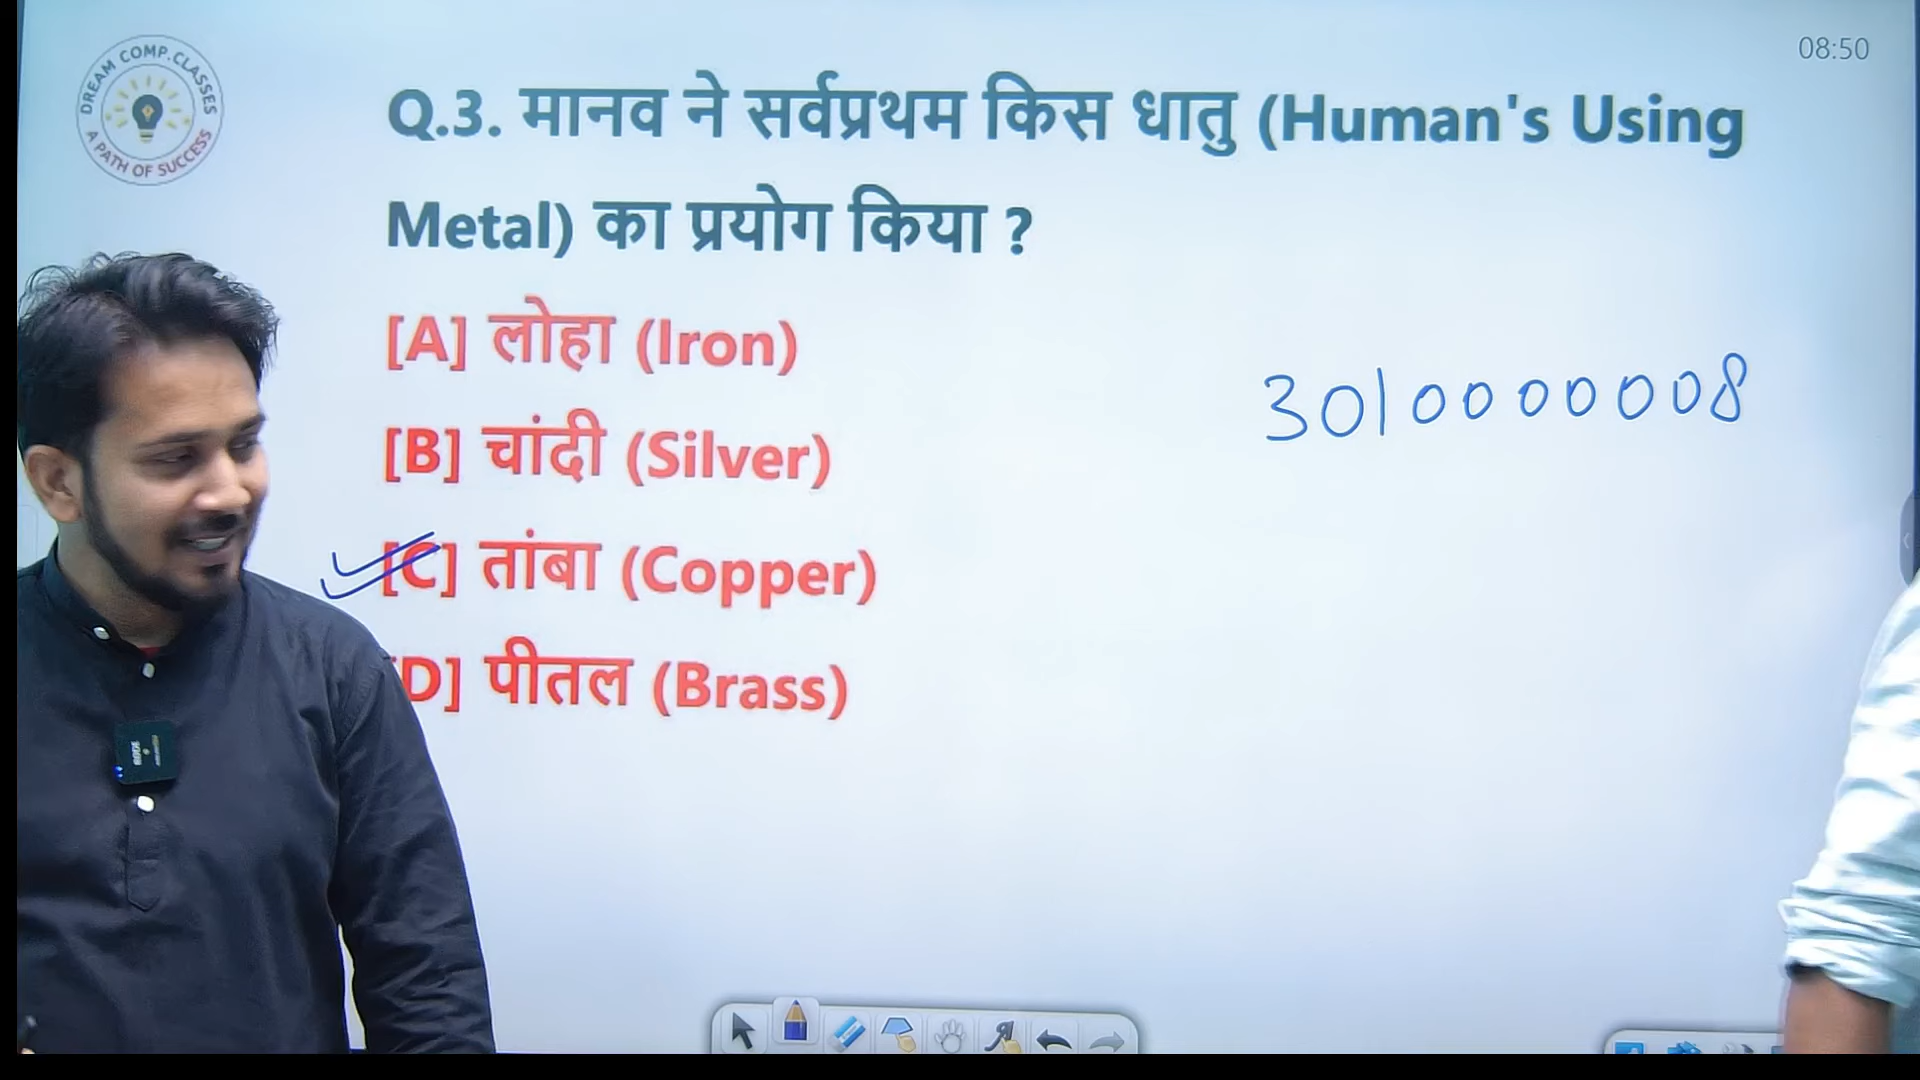 DREAM COMP.CLASSES
A PATH OF SUCCESS
08:50
Q.3. मानव ने सर्वप्रथम किस धातु (Human's Using
Metal) का प्रयोग किया ?
[A] लोहा (Iron)
3010000008
[B] चांदी (Silver)
[C] तांबा (Copper)
[D] पीतल (Brass)
RØDE